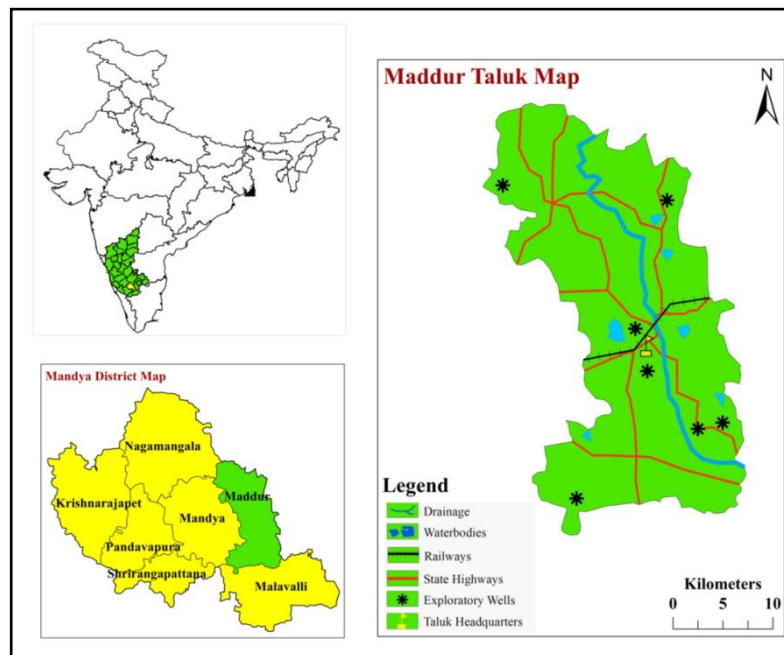 Maddur Taluk Map
N
Mandya District Map
Nagamangala
Krishnarajapet
Maddur
Mandya
Pandavapura
Shrirangapattana
Malavalli
Legend
Drainage
Waterbodies
Railways
State Highways
Exploratory Wells
Taluk Headquarters
Kilometers
0 5 10